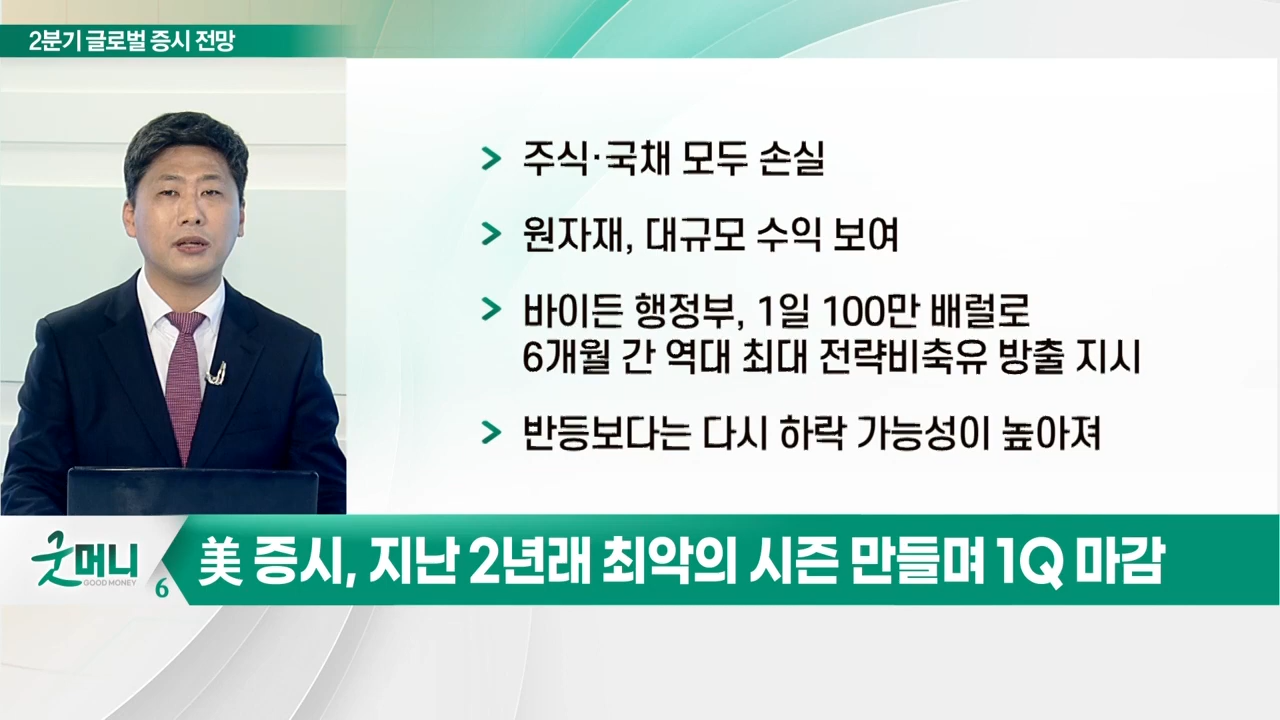 2분기 글로벌 증시 전망
> 주식·국채 모두 손실
> 원자재, 대규모 수익 보여
> 바이든 행정부, 1일 100만 배럴로
6개월 간 역대 최대 전략비축유 방출 지시
> 반등보다는 다시 하락 가능성이 높아져
굿머니
GOOD MONEY
6
美 증시, 지난 2년래 최악의 시즌 만들며 1Q 마감